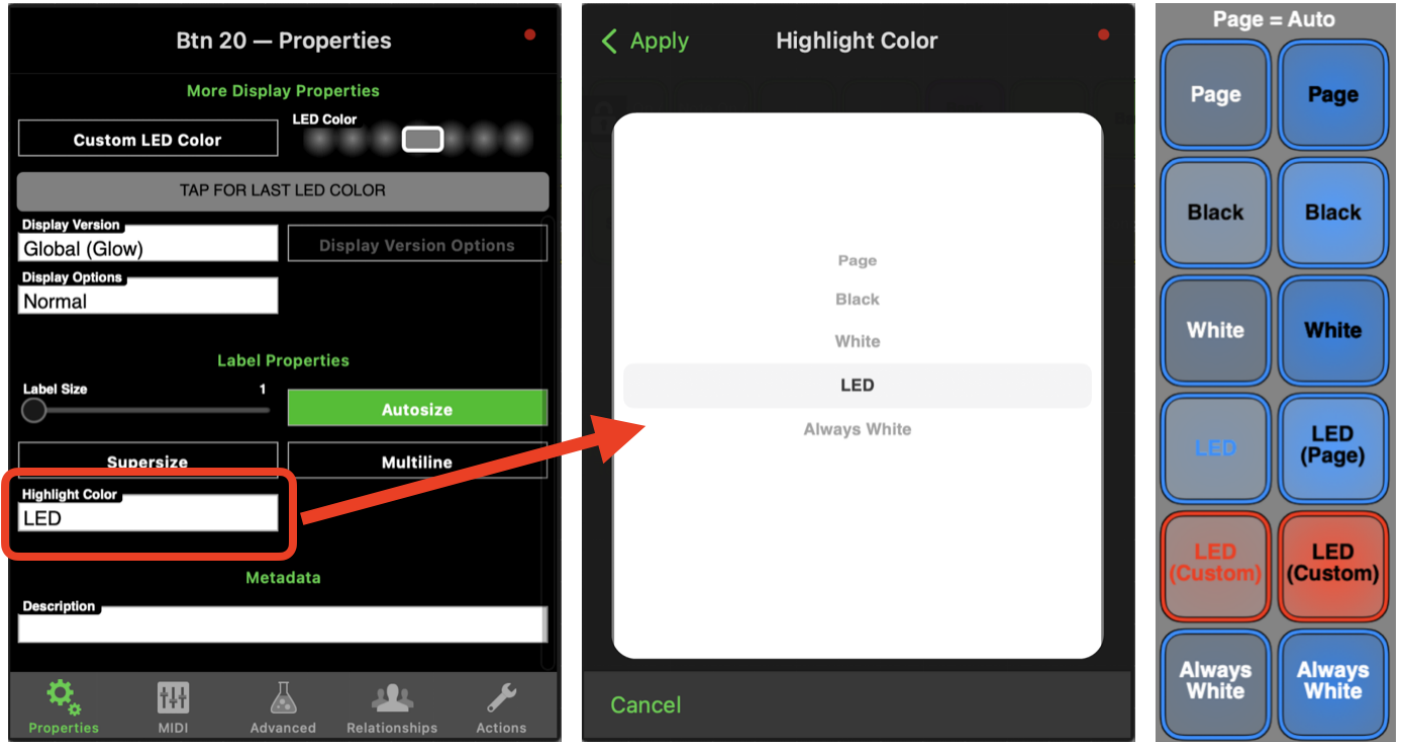 Btn 20 — Properties
More Display Properties
Custom LED Color
LED Color
TAP FOR LAST LED COLOR
Display Version
Global (Glow)
Display Version Options
Display Options
Normal
Label Properties
Label Size
1
Autosize
Supersize
Multiline
Highlight Color
LED
Metadata
Description
Properties
MIDI
Advanced
Relationships
Actions
Apply
Highlight Color
Page
Black
White
LED
Always White
Cancel
Page = Auto
Page
Page
Black
Black
White
White
LED
LED
(Page)
LED
(Custom)
LED
(Custom)
Always
White
Always
White